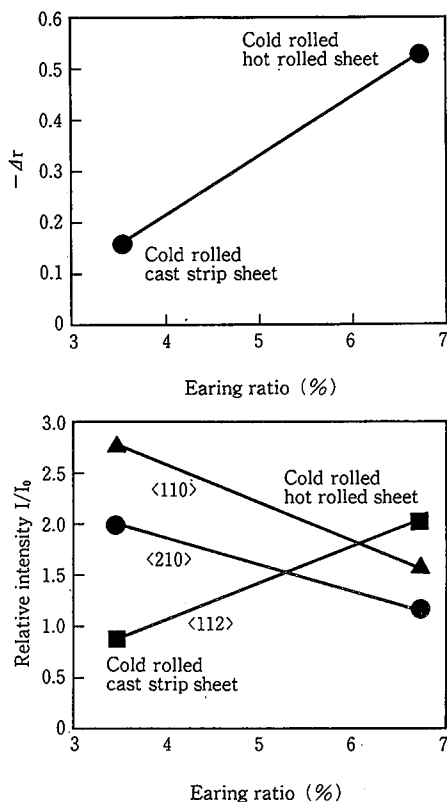 0.6
Cold rolled
hot rolled sheet
0.5
0.4
−Δr
0.3
0.2
Cold rolled
cast strip sheet
0.1
0
3 4 5 6 7
Earing ratio (%)
3.0
Cold rolled
hot rolled sheet
2.5
<110>
2.0
Relative intensity I/I₀
<210>
1.5
1.0
<112>
Cold rolled
cast strip sheet
0.5
0
3 4 5 6 7
Earing ratio (%)